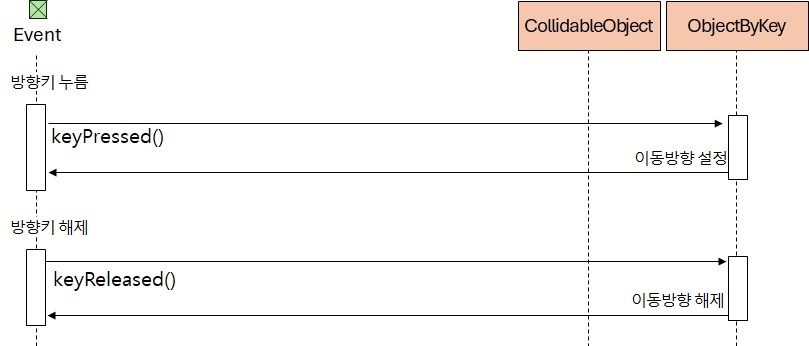 Event
CollidableObject
ObjectByKey
방향키 누름
keyPressed()
이동방향 설정
방향키 해제
keyReleased()
이동방향 해제